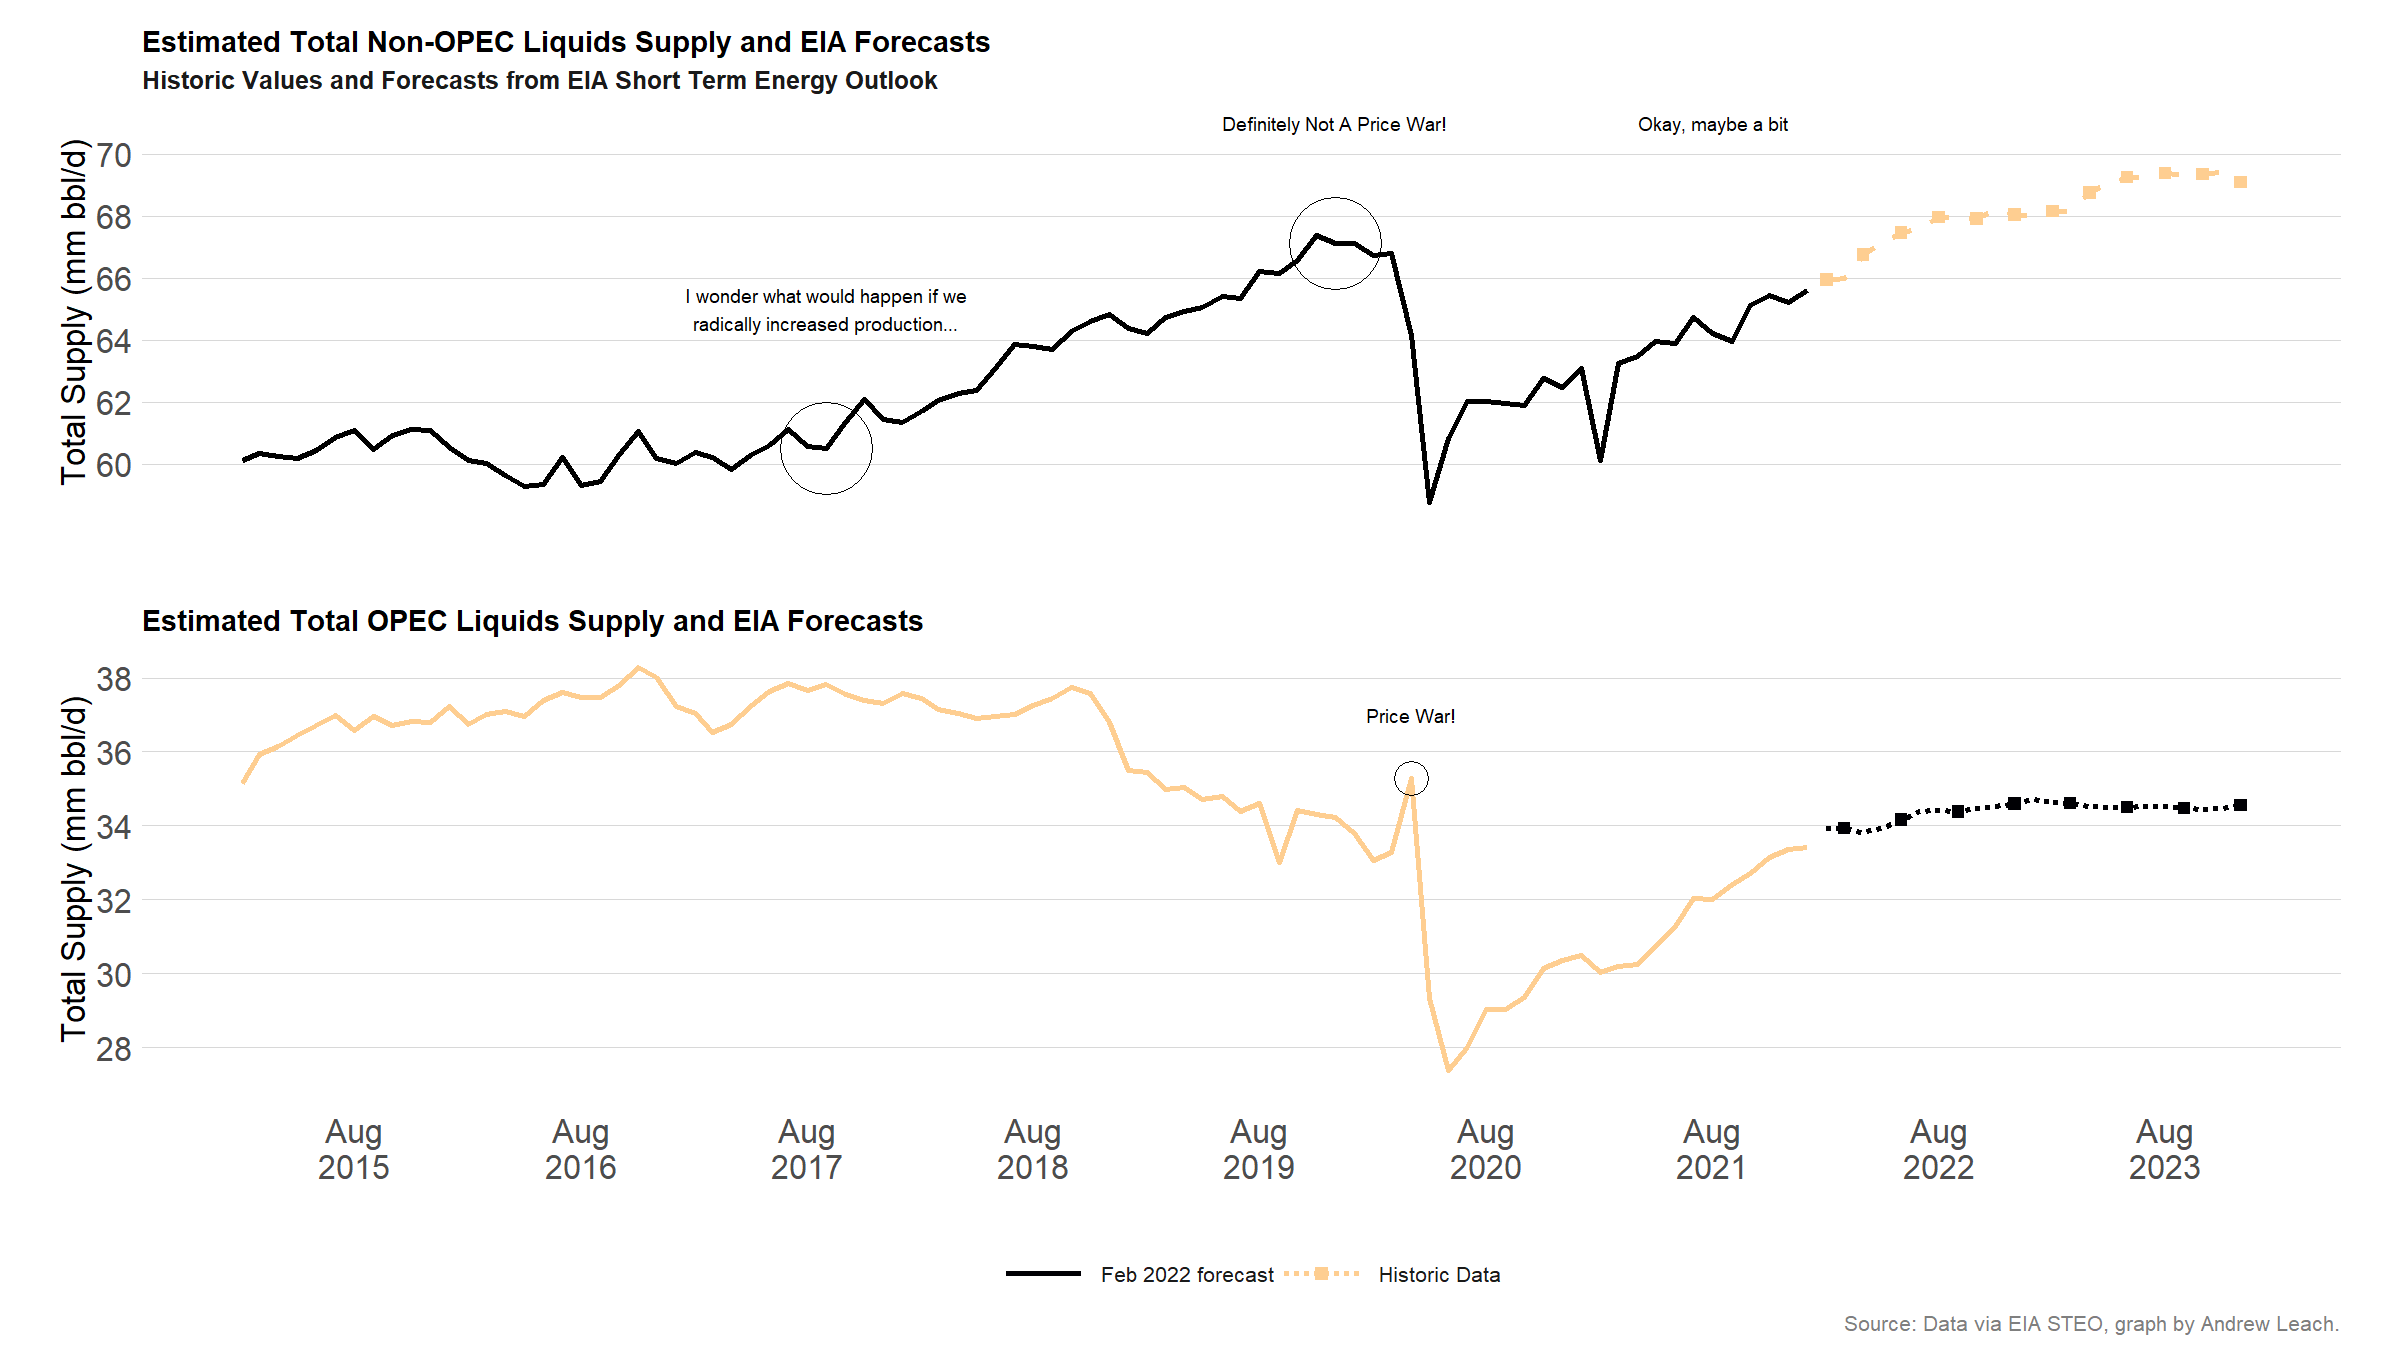 Estimated Total Non-OPEC Liquids Supply and EIA Forecasts
Historic Values and Forecasts from EIA Short Term Energy Outlook
Definitely Not A Price War!
Okay, maybe a bit
Total Supply (mm bbl/d)
70
68
66
64
62
60
I wonder what would happen if we
radically increased production...
Estimated Total OPEC Liquids Supply and EIA Forecasts
Total Supply (mm bbl/d)
38
36
34
32
30
28
Price War!
Aug
2015
Aug
2016
Aug
2017
Aug
2018
Aug
2019
Aug
2020
Aug
2021
Aug
2022
Aug
2023
Feb 2022 forecast
Historic Data
Source: Data via EIA STEO, graph by Andrew Leach.